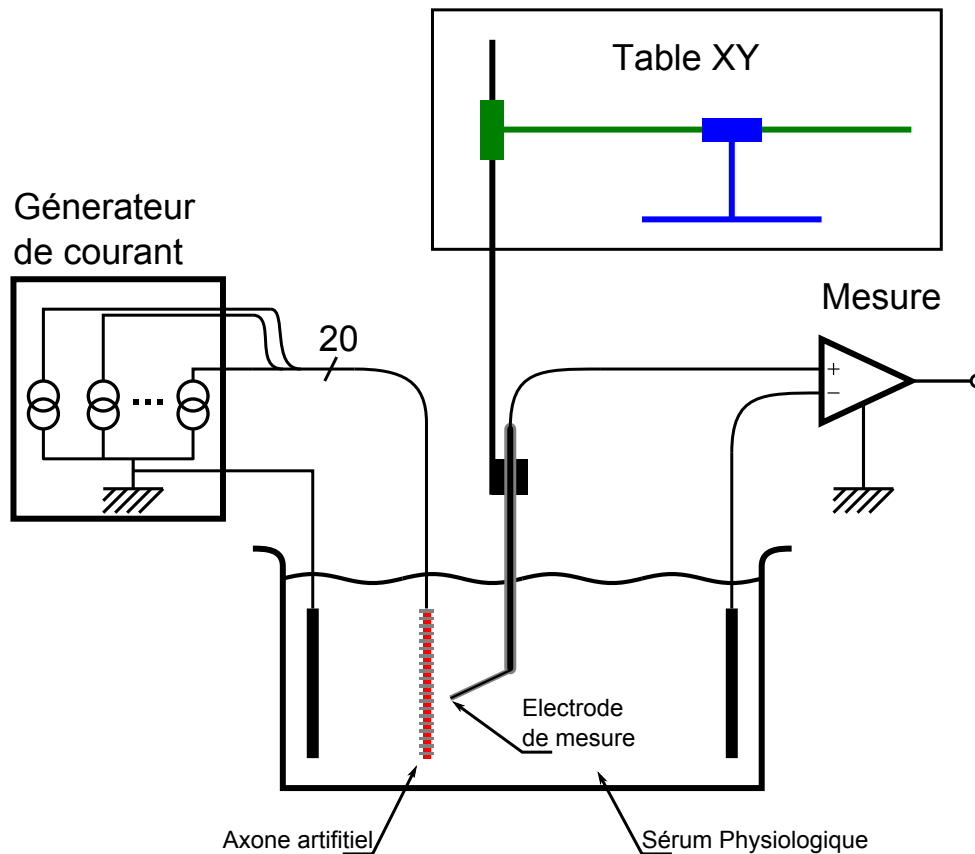 Table XY
Génerateur
de courant
Mesure
20
+
−
Electrode
de mesure
Axone artifitiel
Sérum Physiologique